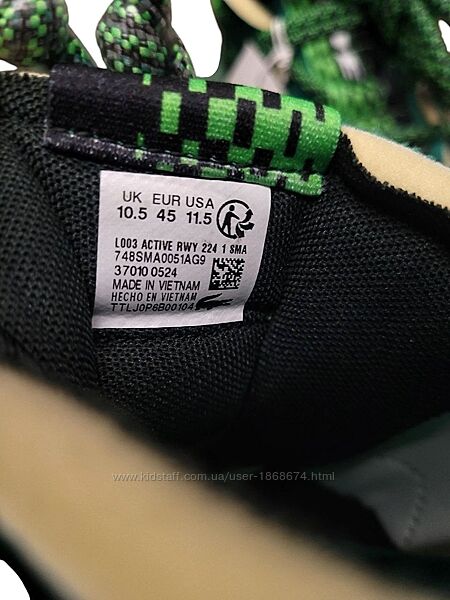 UK EUR USA
10.5 45 11.5
L003 ACTIVE RWY 224 1 SMA
748SMA0051AG9
37010 0524
MADE IN VIETNAM
HECHO EN VIETNAM
TTLJ0P6B00104
www.kidstaff.com.ua/user-1868674.html